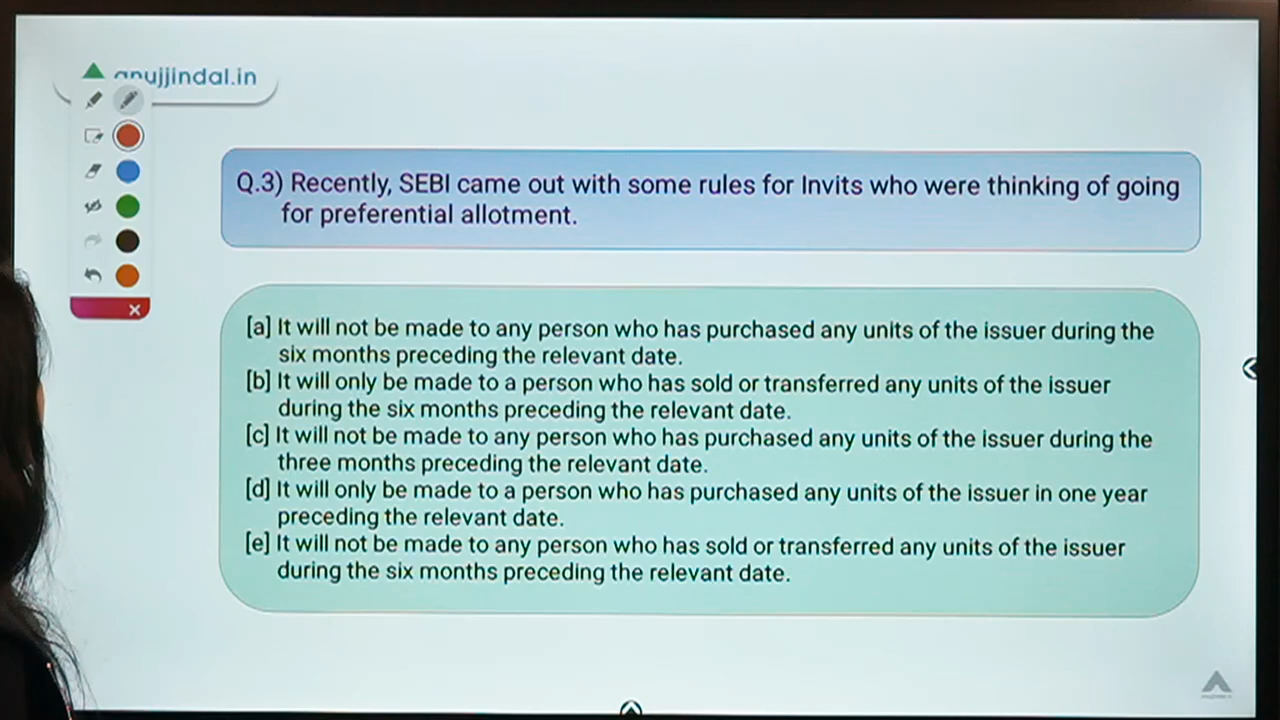 anujjindal.in
Q.3) Recently, SEBI came out with some rules for Invits who were thinking of going
for preferential allotment.
[a] It will not be made to any person who has purchased any units of the issuer during the
six months preceding the relevant date.
[b] It will only be made to a person who has sold or transferred any units of the issuer
during the six months preceding the relevant date.
[c] It will not be made to any person who has purchased any units of the issuer during the
three months preceding the relevant date.
[d] It will only be made to a person who has purchased any units of the issuer in one year
preceding the relevant date.
[e] It will not be made to any person who has sold or transferred any units of the issuer
during the six months preceding the relevant date.